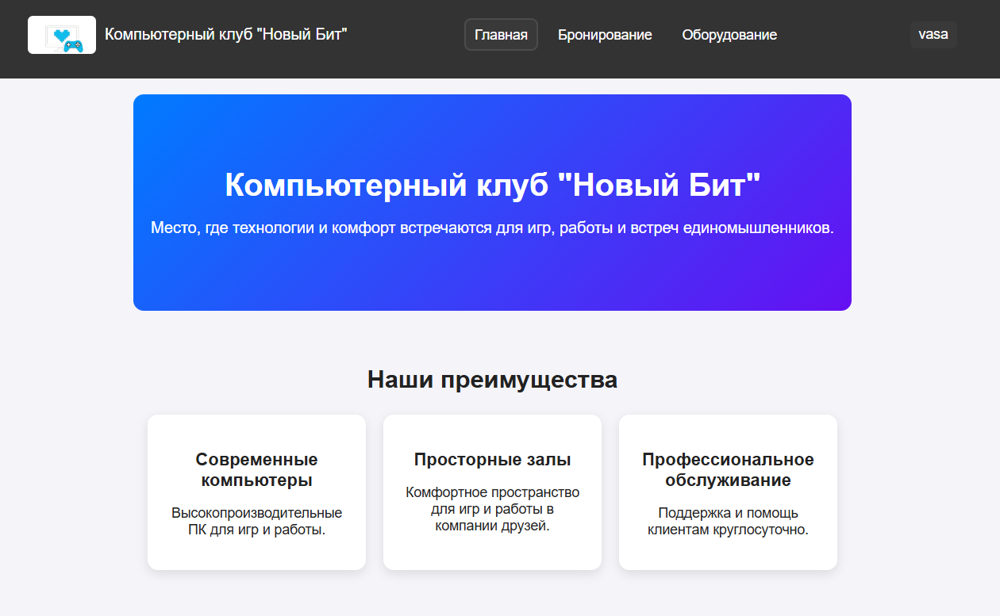 Компьютерный клуб "Новый Бит"
Главная
Бронирование
Оборудование
vasa
Компьютерный клуб "Новый Бит"
Место, где технологии и комфорт встречаются для игр, работы и встреч единомышленников.
Наши преимущества
Современные
компьютеры
Высокопроизводительные
ПК для игр и работы.
Просторные залы
Комфортное пространство
для игр и работы в
компании друзей.
Профессиональное
обслуживание
Поддержка и помощь
клиентам круглосуточно.